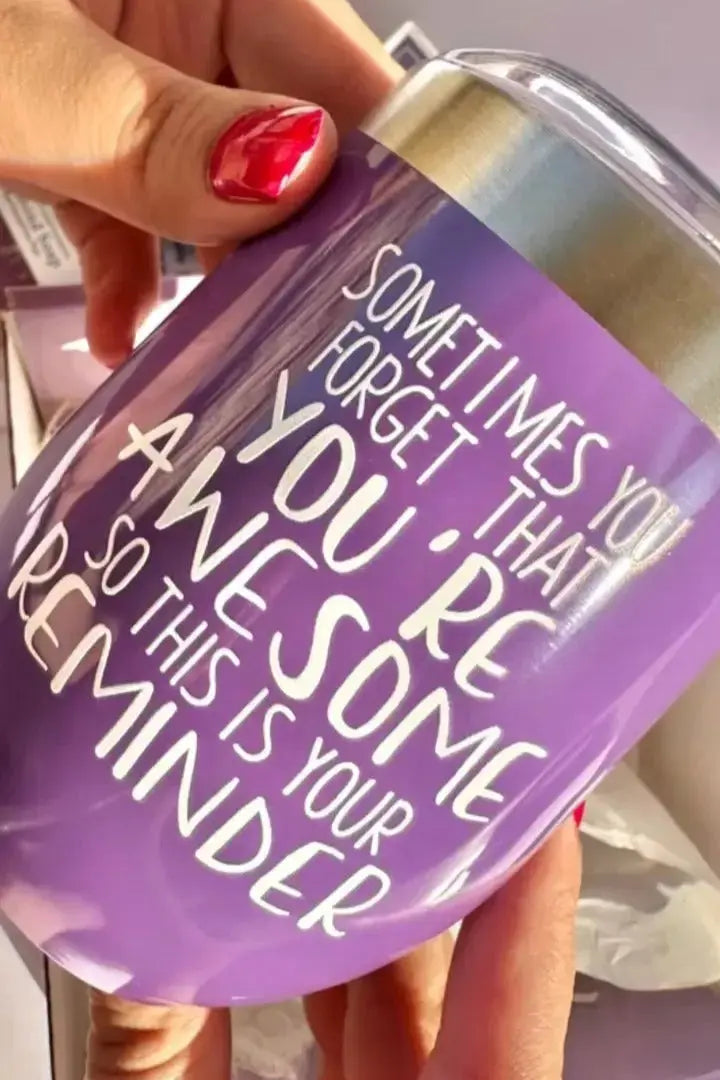 SOMETIMES YOU
FORGET THAT
YOU'RE
AWESOME
SO THIS IS YOUR
REMINDER